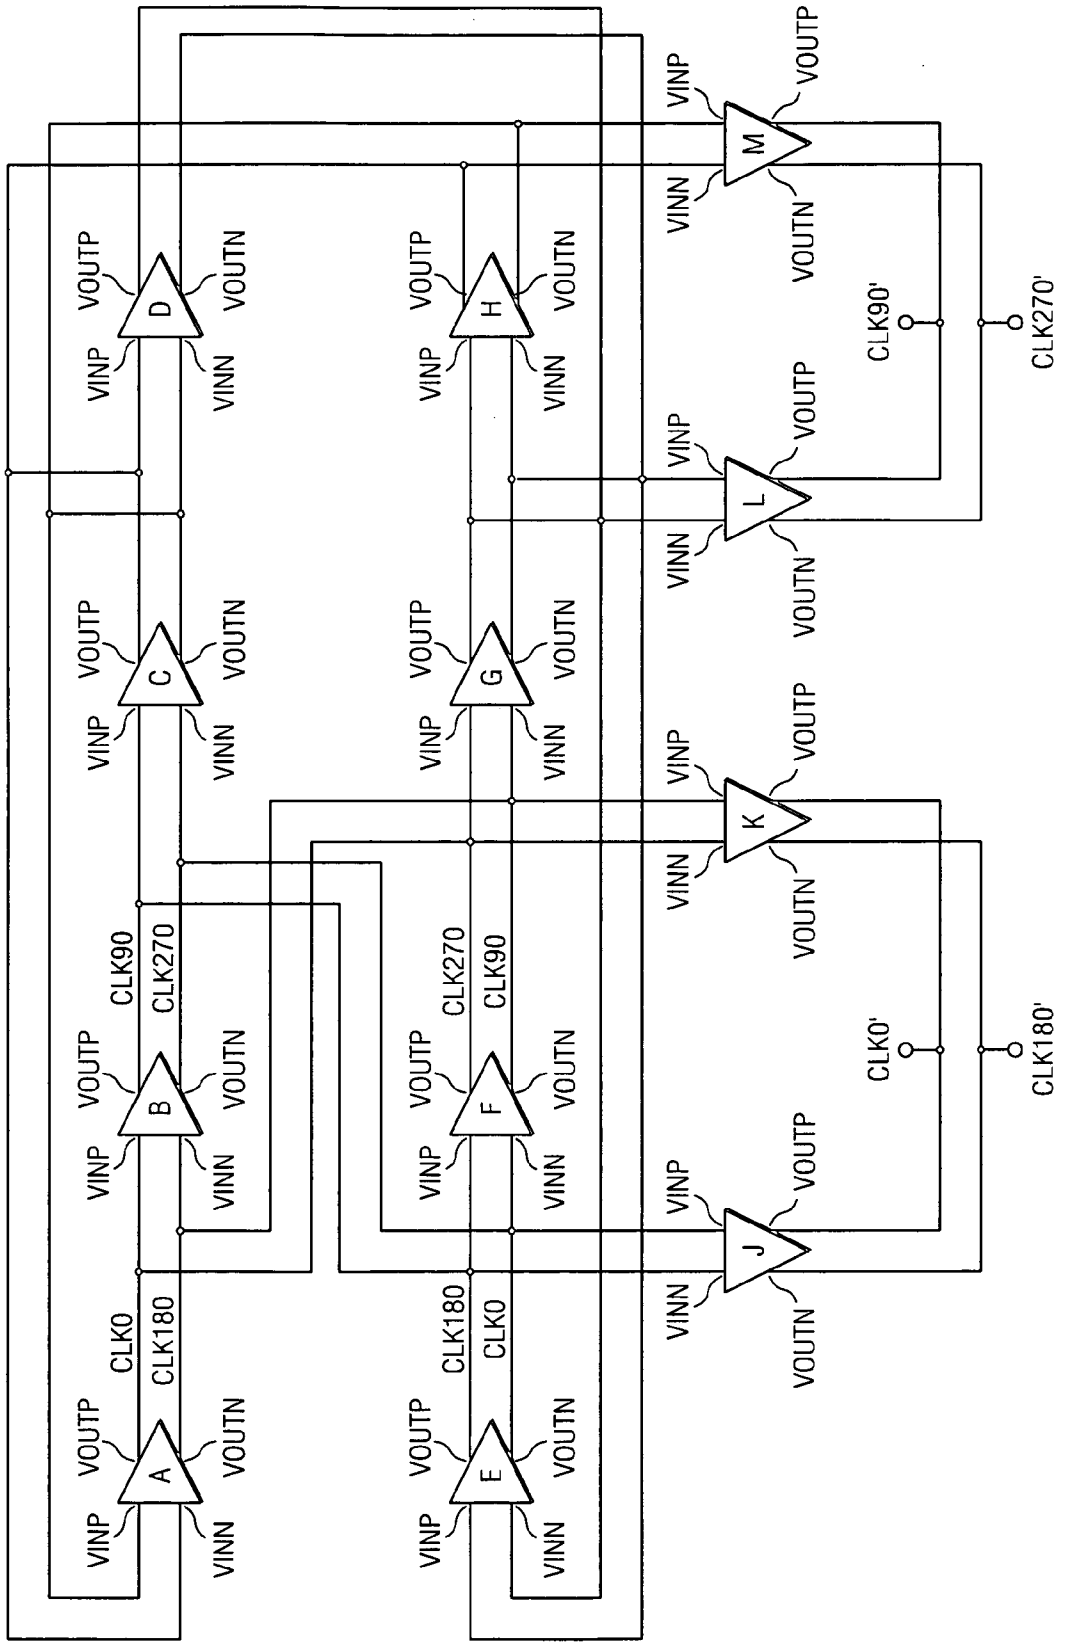 VINP VOUTP VINP VOUTP VINP VOUTP VINP VOUTP
CLK0 CLK90
A B C D
CLK180 CLK270
VINN VOUTN VINN VOUTN VINN VOUTN VINN VOUTN
VINP VOUTP VINP VOUTP VINP VOUTP VINP VOUTP
CLK180 CLK270
E F G H
CLK0 CLK90
VINN VOUTN VINN VOUTN VINN VOUTN VINN VOUTN
VINN VINP VINN VINP VINN VINP VINN VINP
J K L M
VOUTN VOUTP VOUTN VOUTP VOUTN VOUTP VOUTN VOUTP
CLK0' CLK90'
CLK180' CLK270'